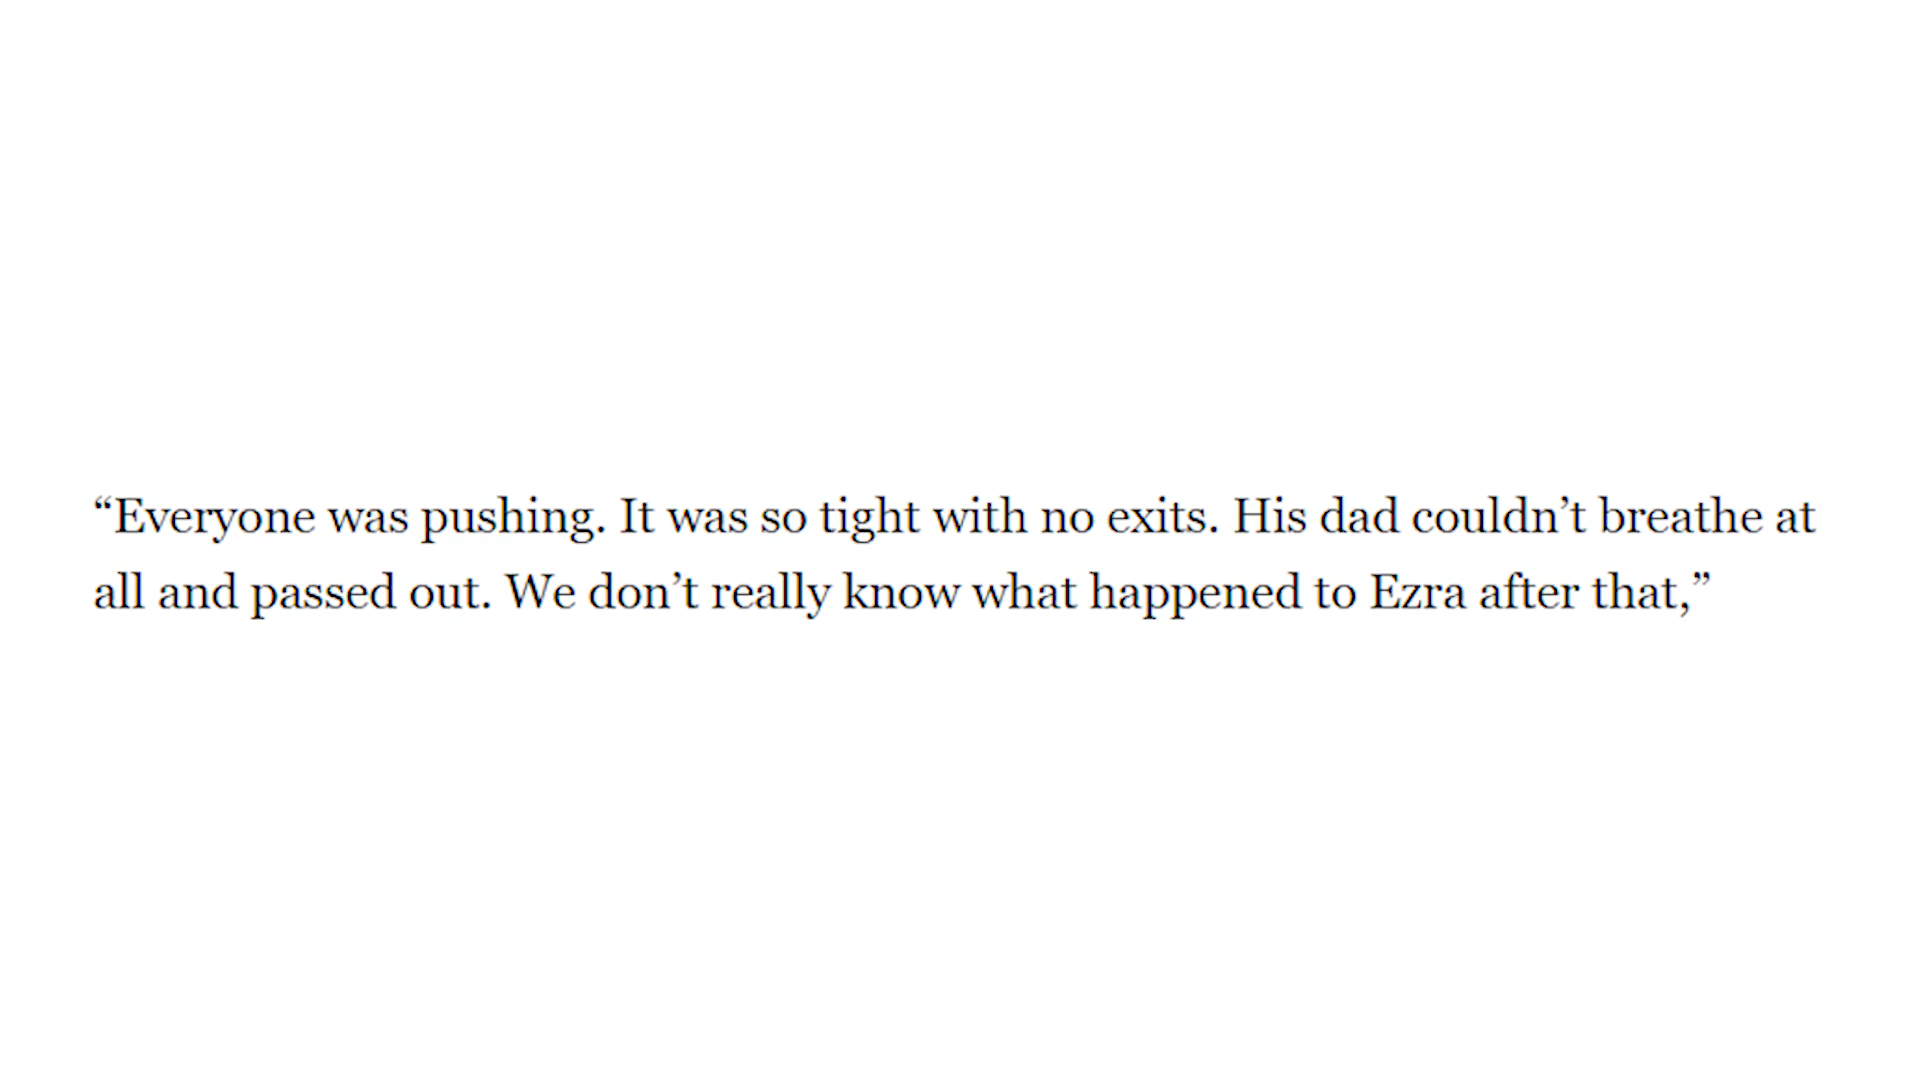 “Everyone was pushing. It was so tight with no exits. His dad couldn’t breathe at
all and passed out. We don’t really know what happened to Ezra after that,”